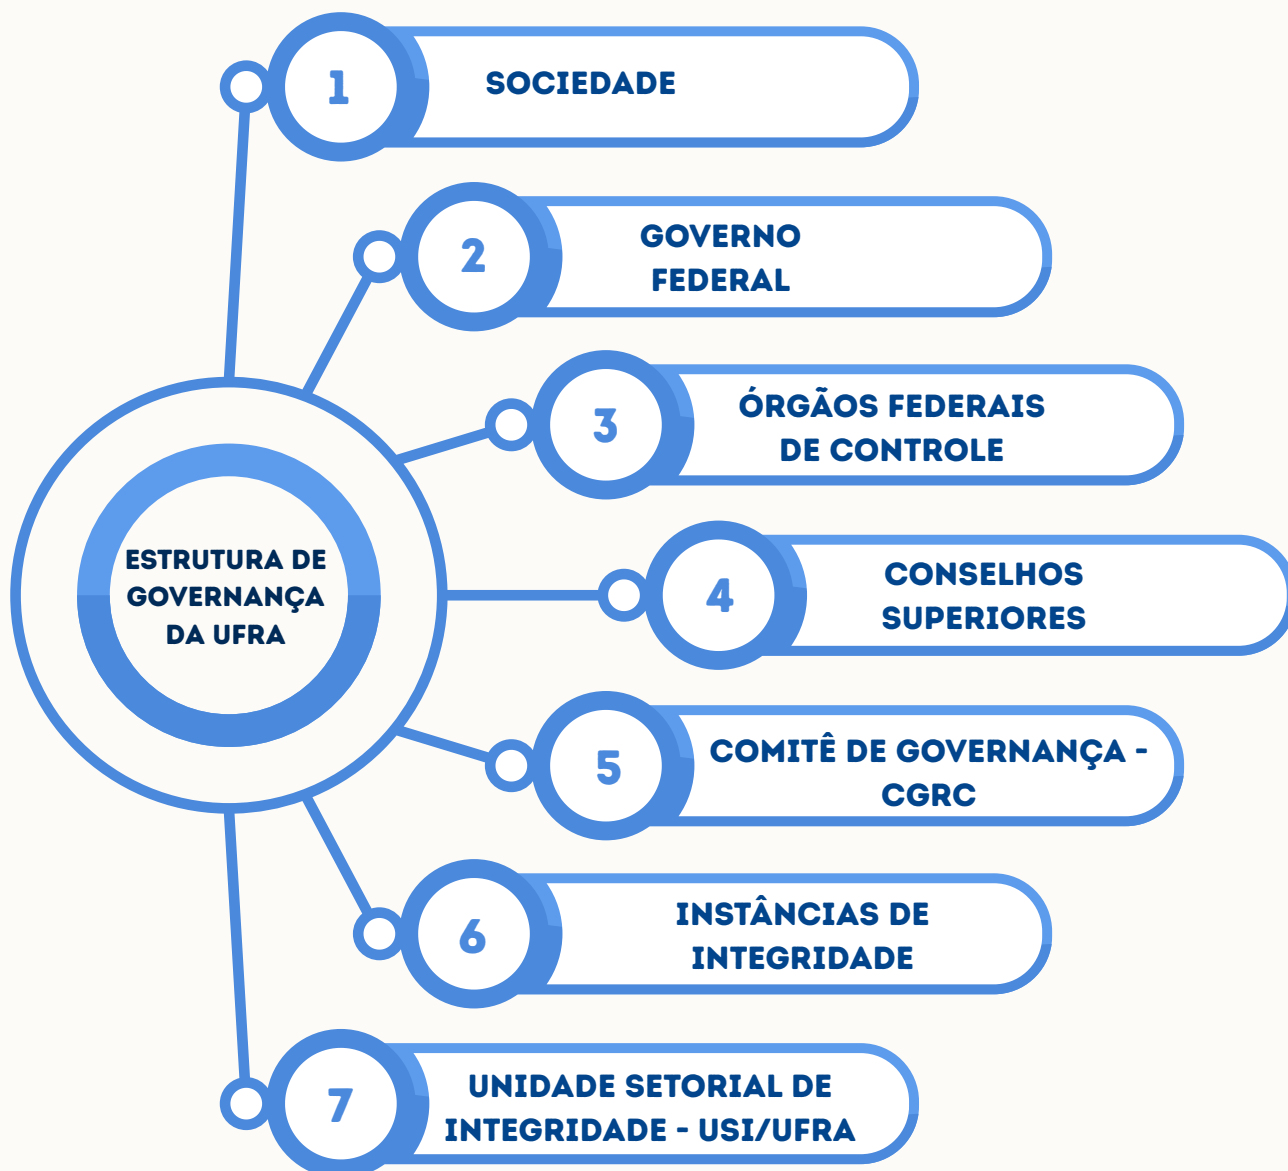 1
SOCIEDADE
2
GOVERNO
FEDERAL
3
ÓRGÃOS FEDERAIS
DE CONTROLE
ESTRUTURA DE
GOVERNANÇA
DA UFRA
4
CONSELHOS
SUPERIORES
5
COMITÊ DE GOVERNANÇA -
CGRC
6
INSTÂNCIAS DE
INTEGRIDADE
7
UNIDADE SETORIAL DE
INTEGRIDADE - USI/UFRA